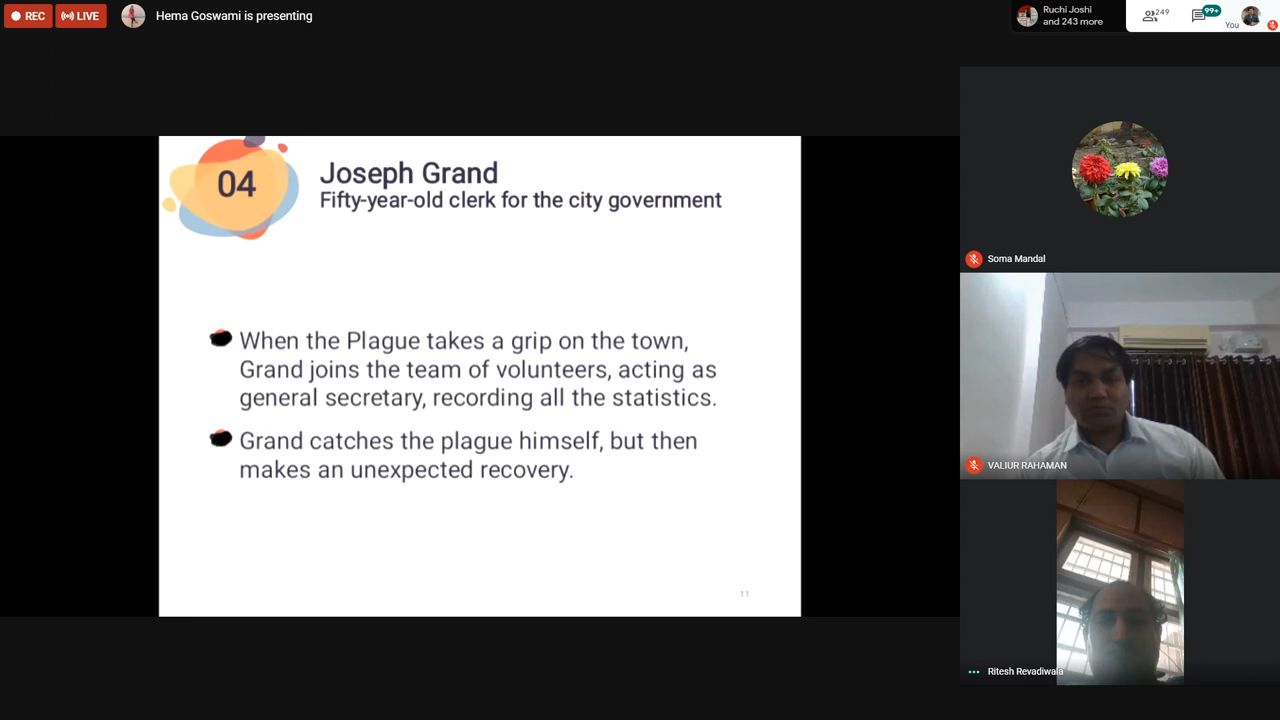 REC
LIVE
Hema Goswami is presenting
Ruchi Joshi
and 243 more
249
99+
You
04
Joseph Grand
Fifty-year-old clerk for the city government
When the Plague takes a grip on the town,
Grand joins the team of volunteers, acting as
general secretary, recording all the statistics.
Grand catches the plague himself, but then
makes an unexpected recovery.
11
Soma Mandal
VALIUR RAHAMAN
Ritesh Revadiwala